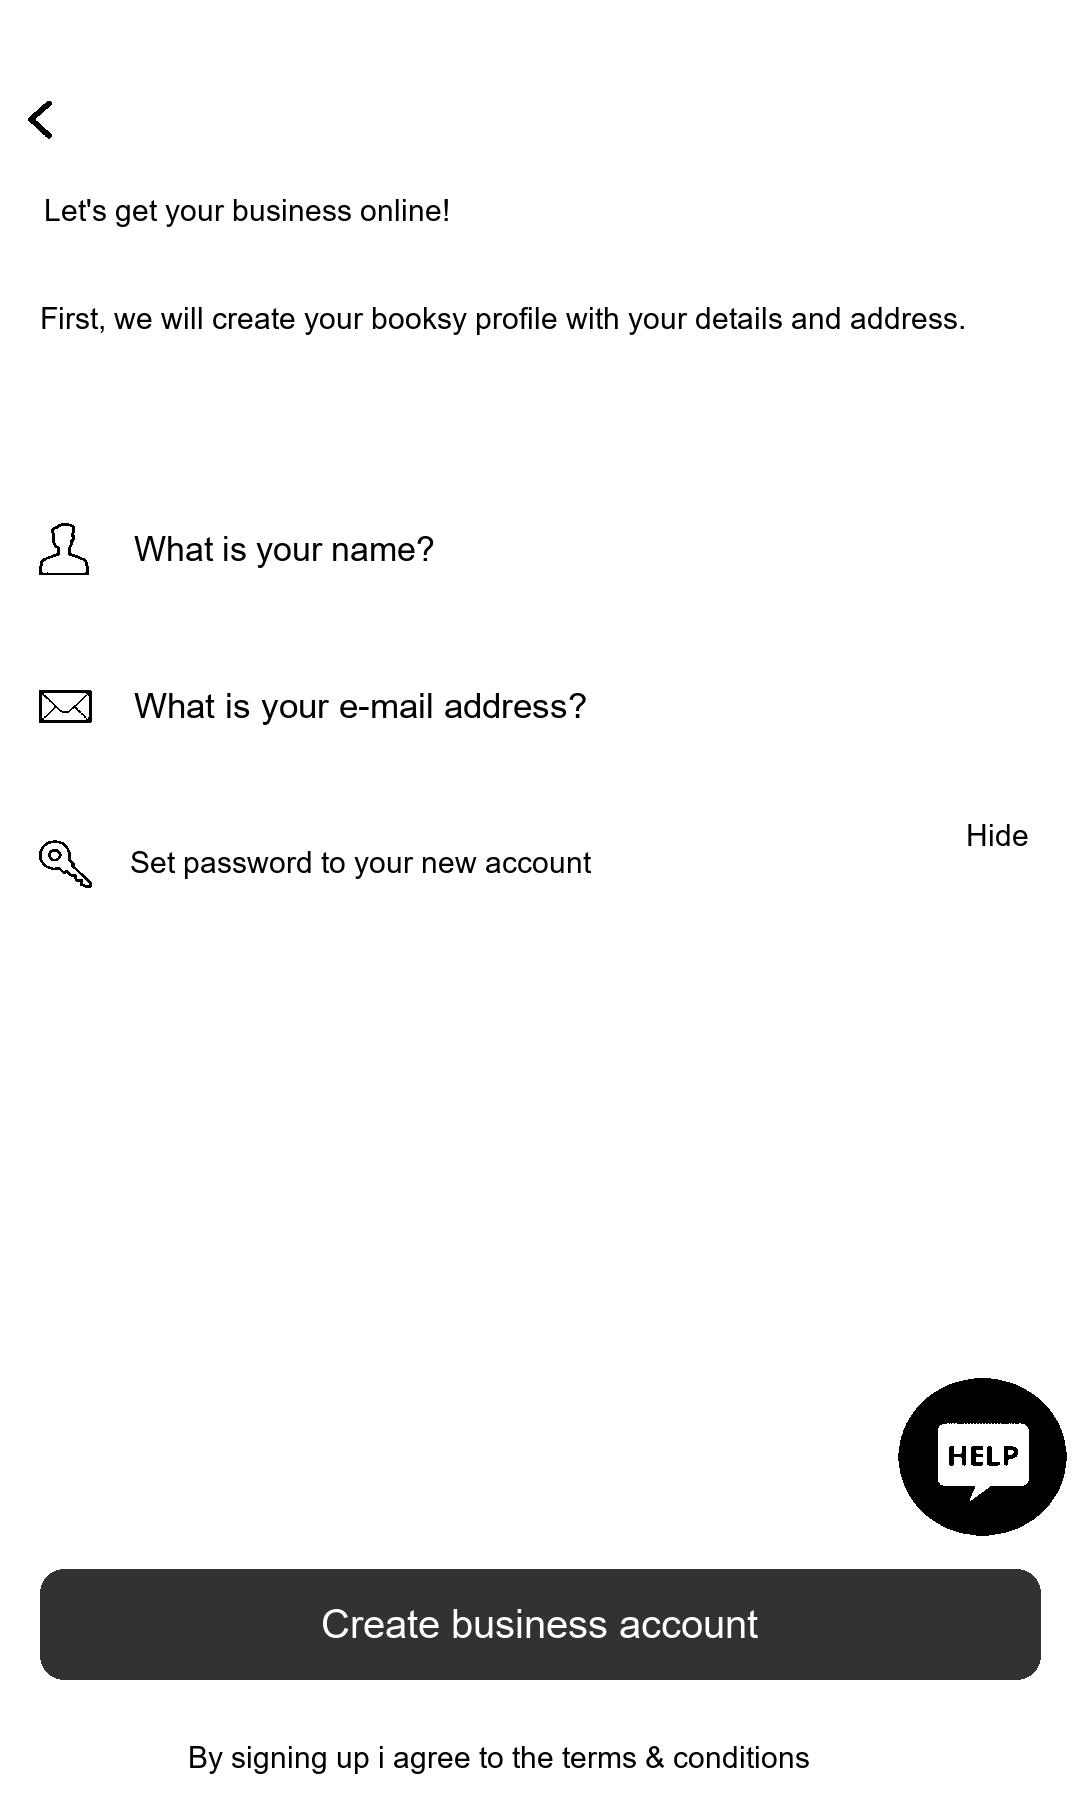 Let's get your business online!
First, we will create your booksy profile with your details and address.
What is your name?
What is your e-mail address?
Hide
Set password to your new account
HELP
Create business account
By signing up i agree to the terms & conditions